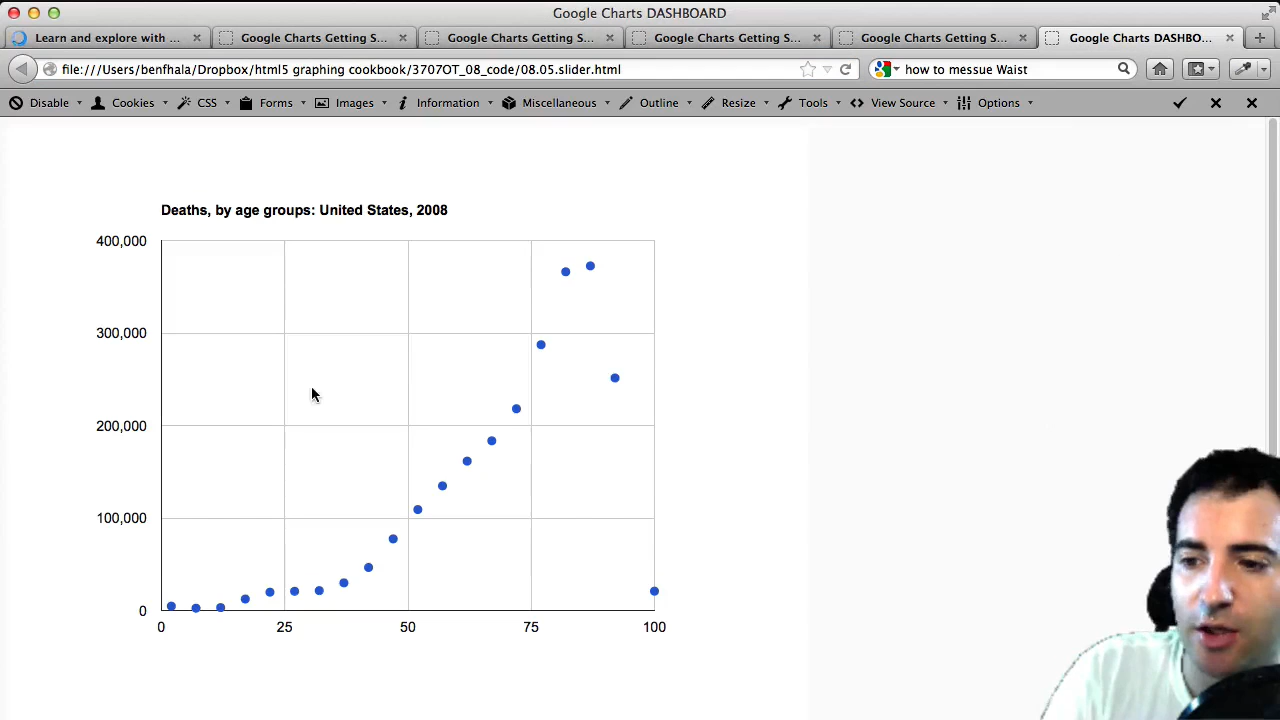 Google Charts DASHBOARD
Learn and explore with ... Google Charts Getting S... Google Charts Getting S... Google Charts Getting S... Google Charts Getting S... Google Charts DASHBO...
file:///Users/benfhala/Dropbox/html5 graphing cookbook/3707OT_08_code/08.05.slider.html how to messue Waist
Disable Cookies CSS Forms Images Information Miscellaneous Outline Resize Tools View Source Options
Deaths, by age groups: United States, 2008
400,000
300,000
200,000
100,000
0
0 25 50 75 100